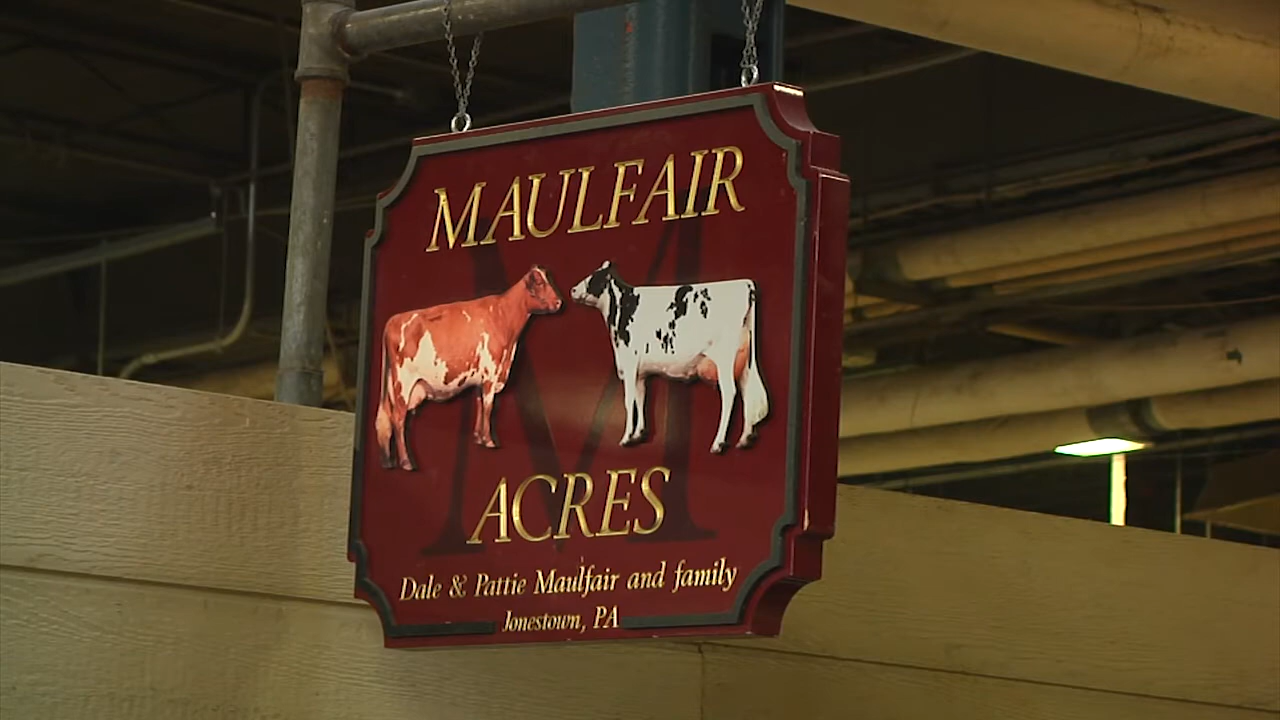 MAULFAIR
M
ACRES
Dale & Pattie Maulfair and family
Jonestown, PA